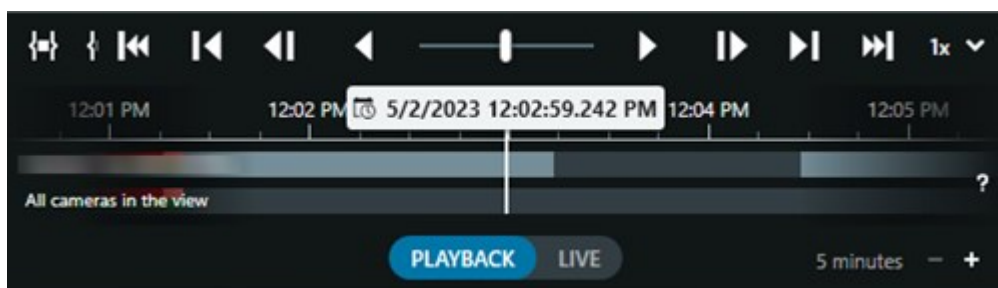 1x
12:01 PM 12:02 PM 5/2/2023 12:02:59.242 PM 12:04 PM 12:05 PM
?
All cameras in the view
PLAYBACK LIVE 5 minutes - +